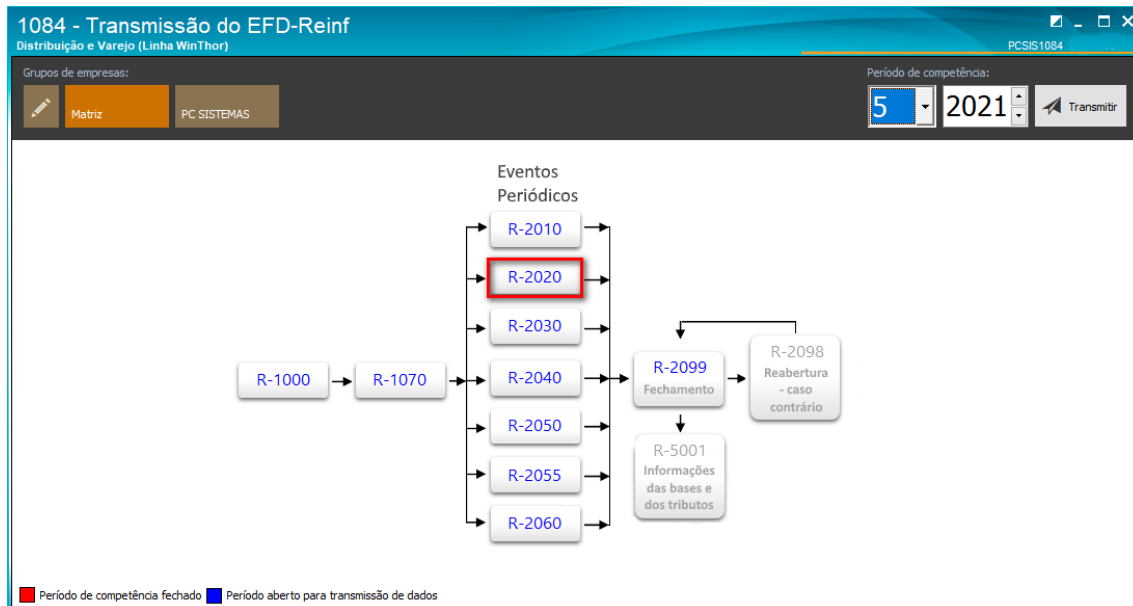 1084 - Transmissão do EFD-Reinf
Distribuição e Varejo (Linha WinThor)
PCSIS1084
Grupos de empresas:
Período de competência:
Matriz
PC SISTEMAS
5
2021
Transmitir
Eventos
Periódicos
R-2010
R-2020
R-2030
R-1000
R-1070
R-2040
R-2050
R-2055
R-2060
R-2099
Fechamento
R-2098
Reabertura
- caso
contrário
R-5001
Informações
das bases e
dos tributos
Período de competência fechado
Período aberto para transmissão de dados